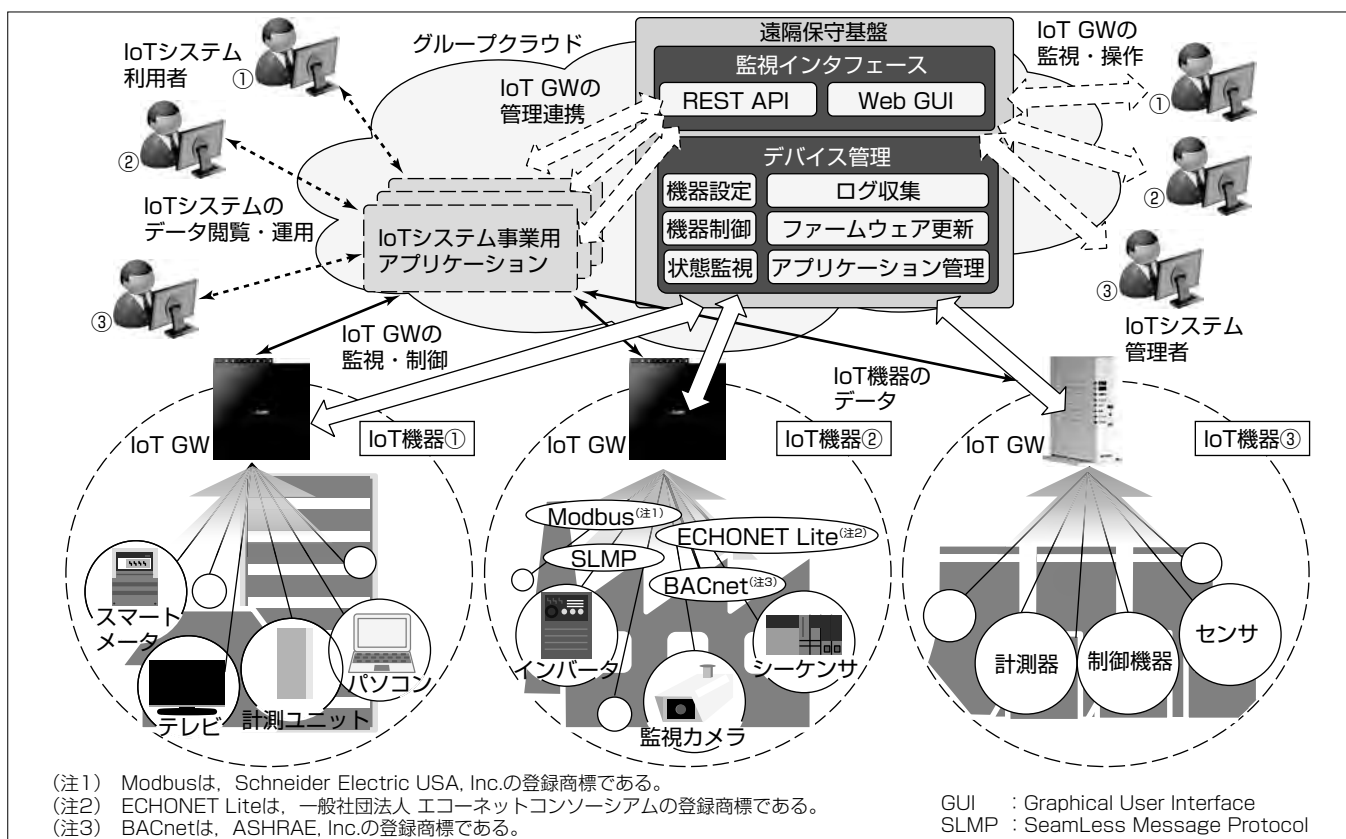 遠隔保守基盤
監視インタフェース
REST API
Web GUI
デバイス管理
機器設定
ログ収集
機器制御
ファームウェア更新
状態監視
アプリケーション管理
グループクラウド
IoTシステム
利用者
①
②
③
IoT GWの
管理連携
IoT GWの
監視・操作
①
②
③
IoTシステム
管理者
IoTシステムの
データ閲覧・運用
IoTシステム事業用
アプリケーション
IoT GWの
監視・制御
IoT機器の
データ
IoT GW
IoT機器①
スマート
メータ
テレビ
計測ユニット
パソコン
IoT GW
IoT機器②
Modbus(注1)
ECHONET Lite(注2)
SLMP
BACnet(注3)
インバータ
監視カメラ
シーケンサ
IoT GW
IoT機器③
計測器
制御機器
センサ
(注1) Modbusは，Schneider Electric USA, Inc.の登録商標である。
(注2) ECHONET Liteは，一般社団法人 エコーネットコンソーシアムの登録商標である。
(注3) BACnetは，ASHRAE, Inc.の登録商標である。
GUI : Graphical User Interface
SLMP : SeamLess Message Protocol